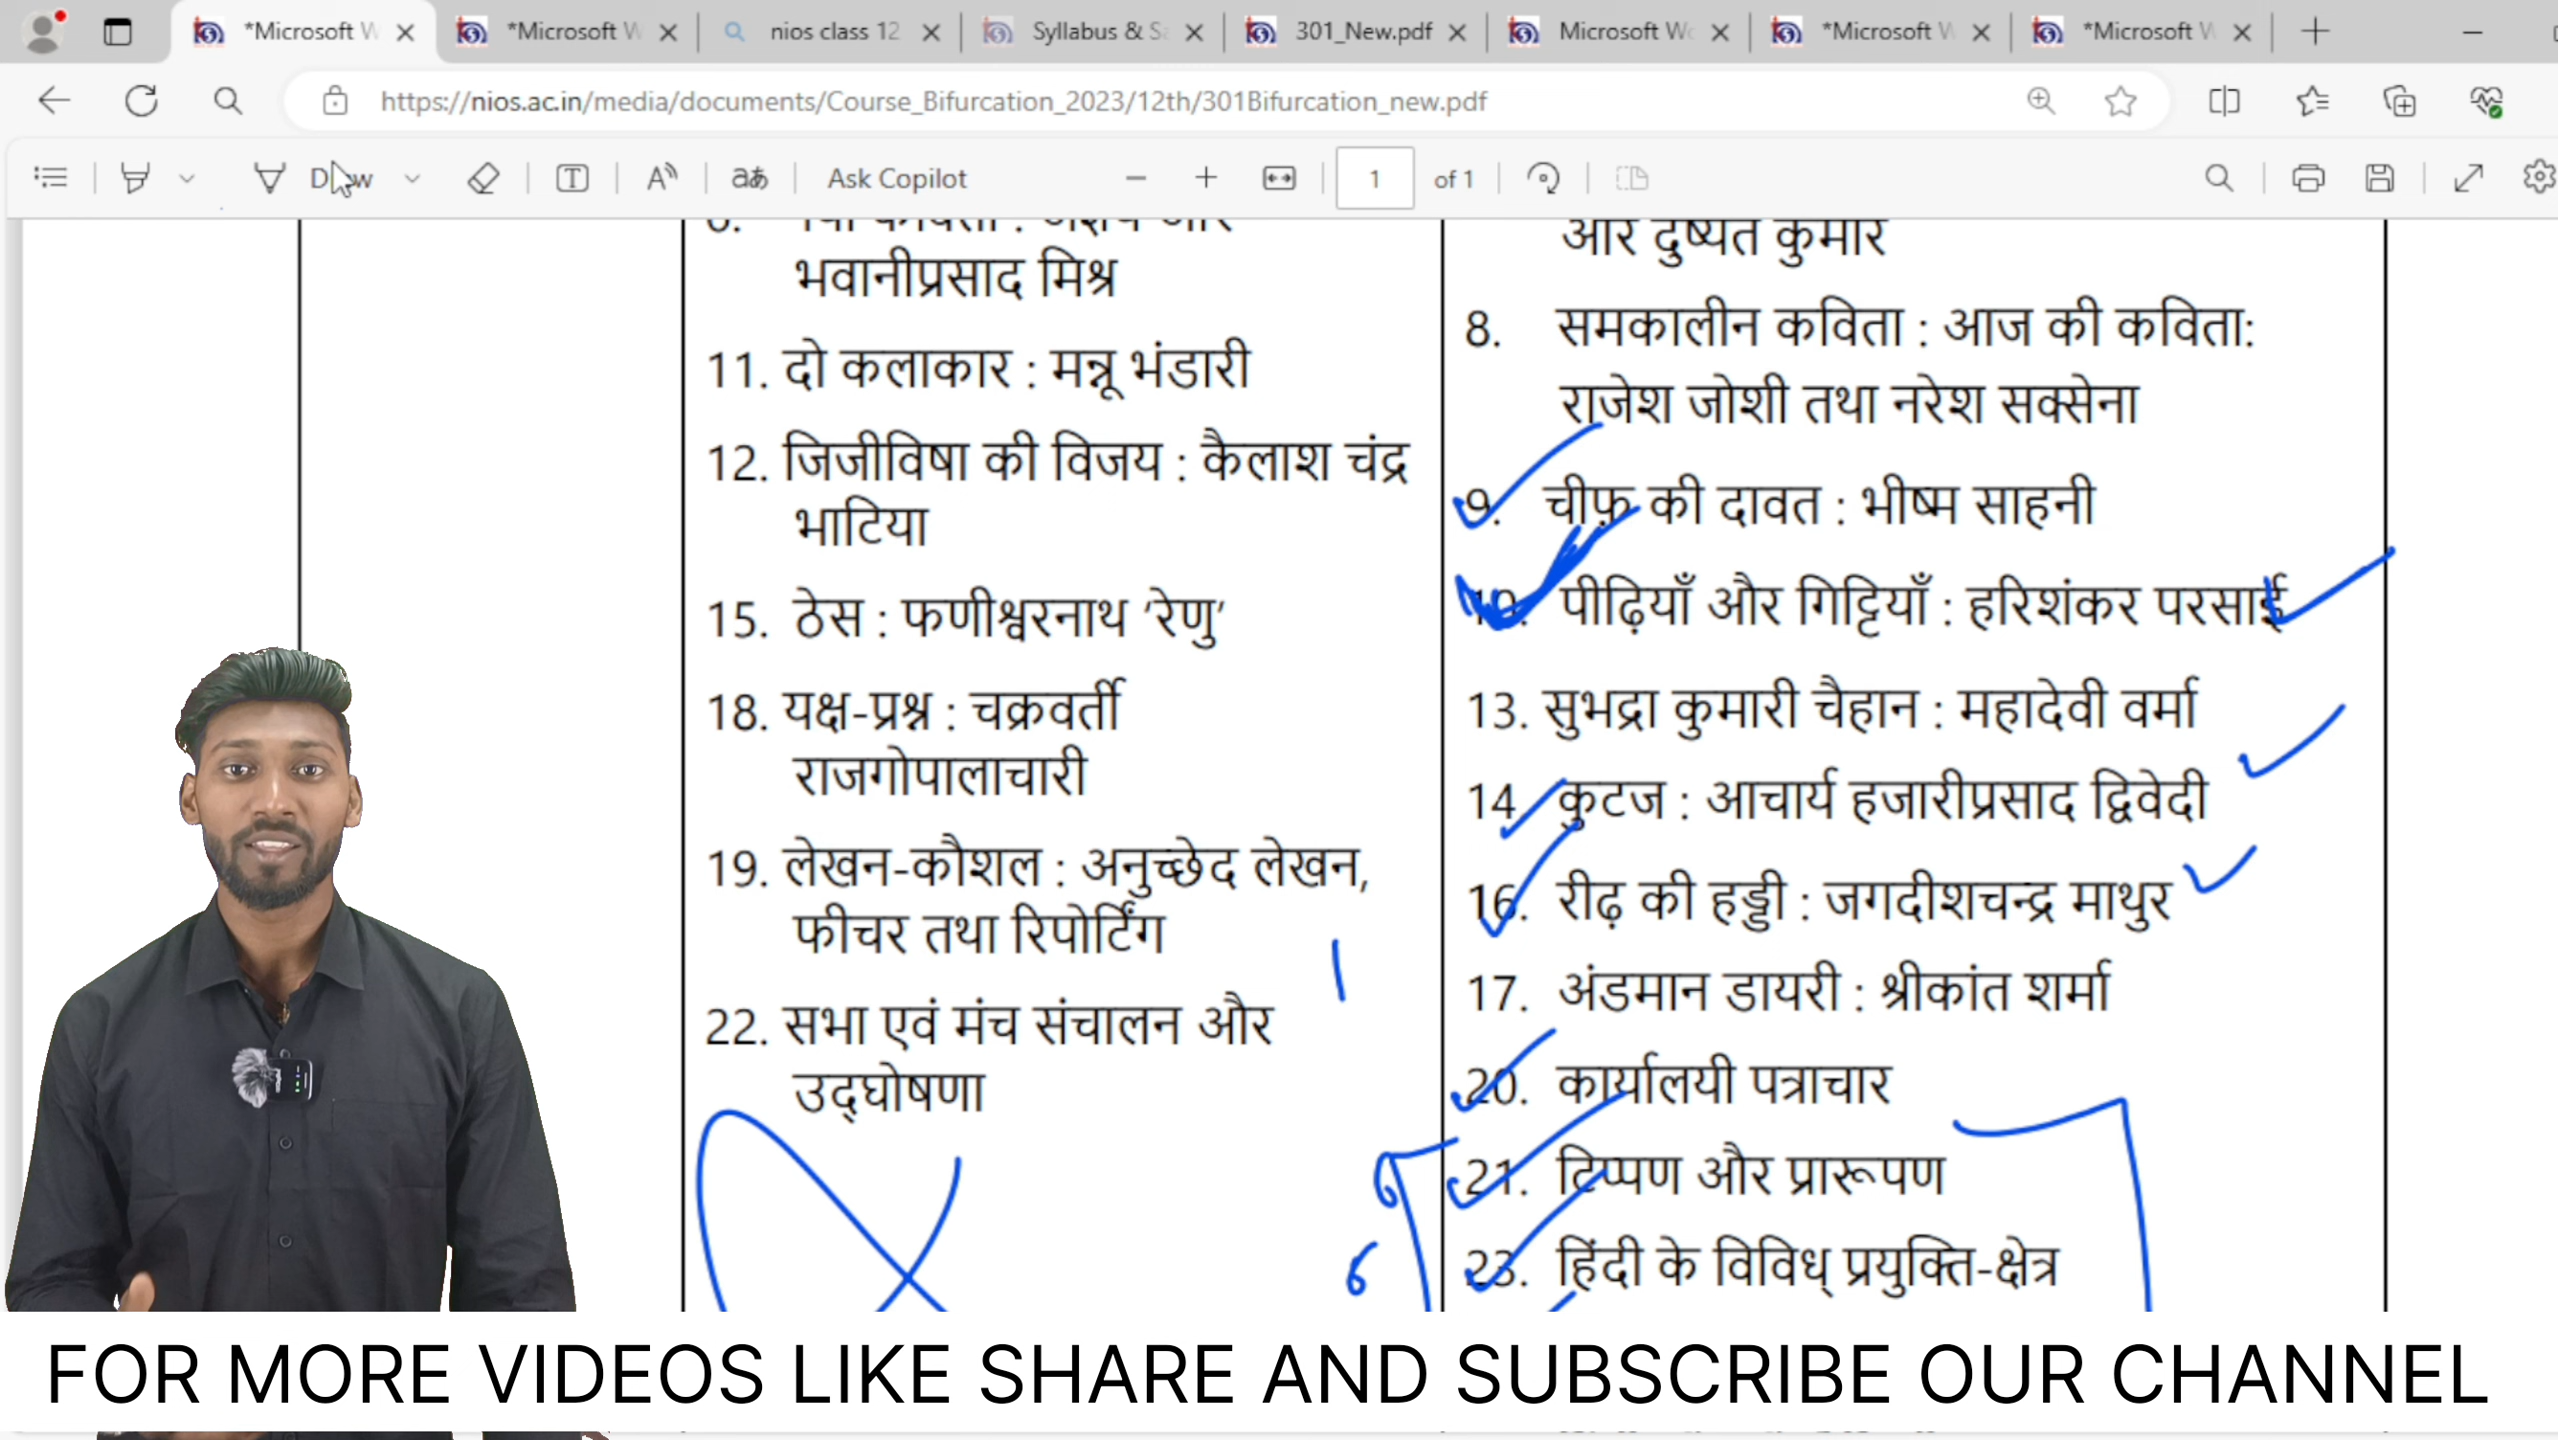 *Microsoft W
*Microsoft W
nios class 12
Syllabus & Sa
301_New.pdf
Microsoft Wo
*Microsoft W
*Microsoft W
https://nios.ac.in/media/documents/Course_Bifurcation_2023/12th/301Bifurcation_new.pdf
Draw
Ask Copilot
1
of 1
भवानीप्रसाद मिश्र
11. दो कलाकार : मन्नू भंडारी
12. जिजीविषा की विजय : कैलाश चंद्र
भाटिया
15. ठेस : फणीश्वरनाथ ‘रेणु’
18. यक्ष-प्रश्न : चक्रवर्ती
राजगोपालाचारी
19. लेखन-कौशल : अनुच्छेद लेखन,
फीचर तथा रिपोर्टिंग
22. सभा एवं मंच संचालन और
उद्घोषणा
और दुष्यंत कुमार
8. समकालीन कविता : आज की कविता:
राजेश जोशी तथा नरेश सक्सेना
9. चीफ़ की दावत : भीष्म साहनी
10. पीढ़ियाँ और गिट्टियाँ : हरिशंकर परसाई
13. सुभद्रा कुमारी चैहान : महादेवी वर्मा
14. कुटज : आचार्य हजारीप्रसाद द्विवेदी
16. रीढ़ की हड्डी : जगदीशचन्द्र माथुर
17. अंडमान डायरी : श्रीकांत शर्मा
20. कार्यालयी पत्राचार
21. टिप्पण और प्रारूपण
23. हिंदी के विविध् प्रयुक्ति-क्षेत्र
FOR MORE VIDEOS LIKE SHARE AND SUBSCRIBE OUR CHANNEL